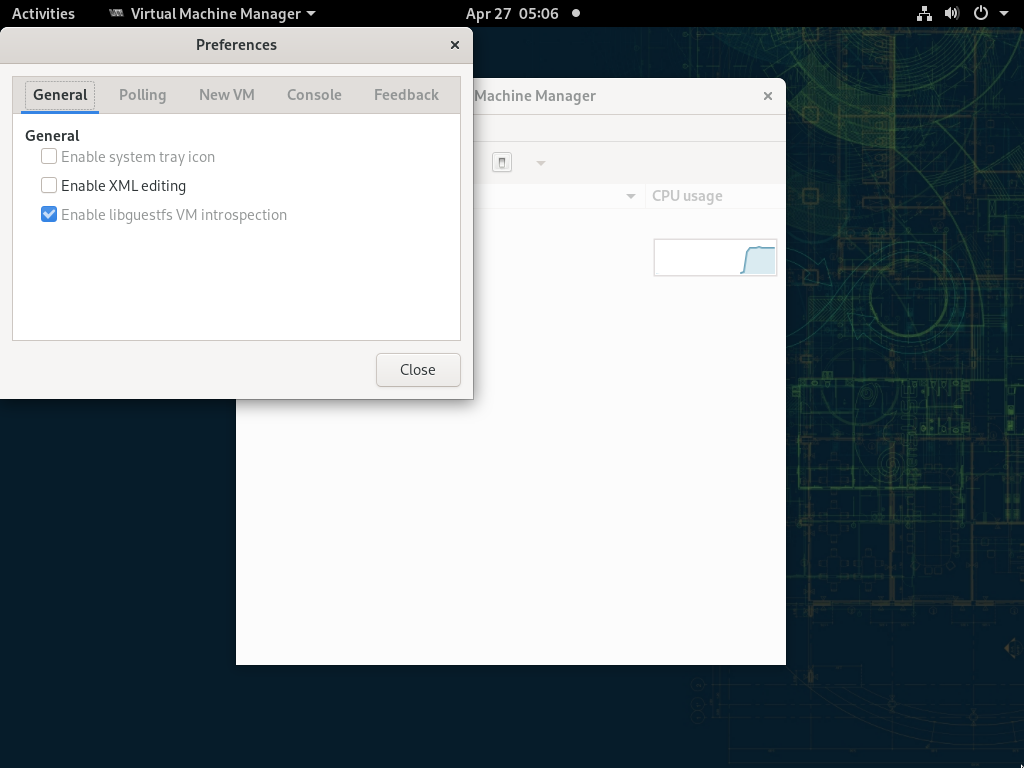 Activities Virtual Machine Manager Apr 27 05:06
Preferences
General Polling New VM Console Feedback
General
Enable system tray icon
Enable XML editing
Enable libguestfs VM introspection
Close
Machine Manager
CPU usage